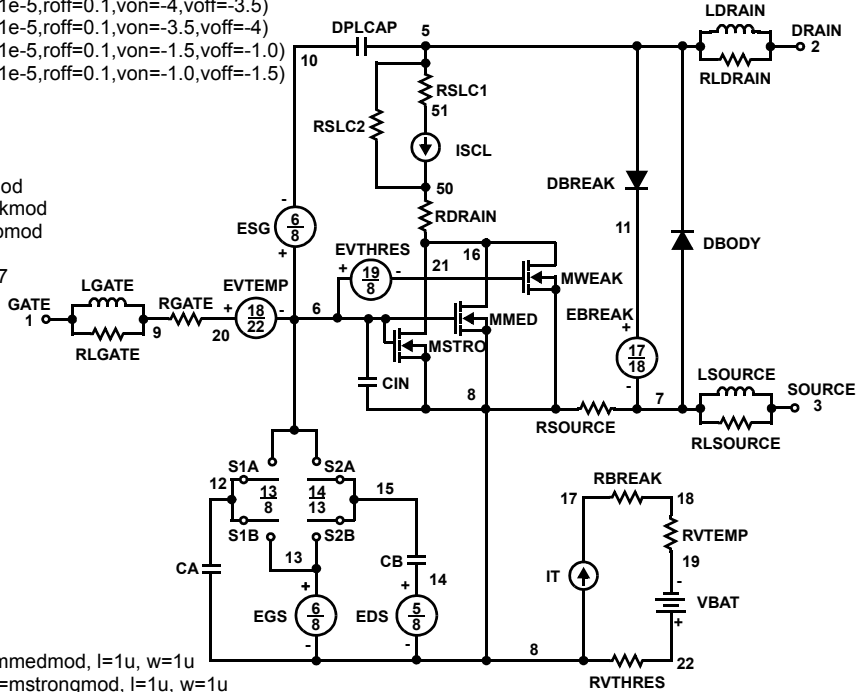 1e-5,roff=0.1,von=-4,voff=-3.5)
1e-5,roff=0.1,von=-3.5,voff=-4)
1e-5,roff=0.1,von=-1.5,voff=-1.0)
1e-5,roff=0.1,von=-1.0,voff=-1.5)
LDRAIN
DPLCAP
5
DRAIN
2
10
RLDRAIN
RSLC1
51
RSLC2
ISCL
od
kmod
omod
7
50
DBREAK
RDRAIN
ESG
6
8
-
+
11
DBODY
EVTHRES
+
19
8
-
21
16
MWEAK
LGATE
GATE
1
RLGATE
9
RGATE
20
EVTEMP
+
18
22
-
6
MMED
MSTRO
EBREAK
+
17
18
-
CIN
8
7
RSOURCE
LSOURCE
SOURCE
3
RLSOURCE
S1A
S2A
12
13
8
14
13
15
S1B
S2B
13
CA
CB
14
+
EGS
6
8
-
+
EDS
5
8
-
RBREAK
17
18
RVTEMP
19
IT
-
VBAT
+
8
22
RVTHRES
mmedmod, l=1u, w=1u
=mstrongmod, l=1u, w=1u